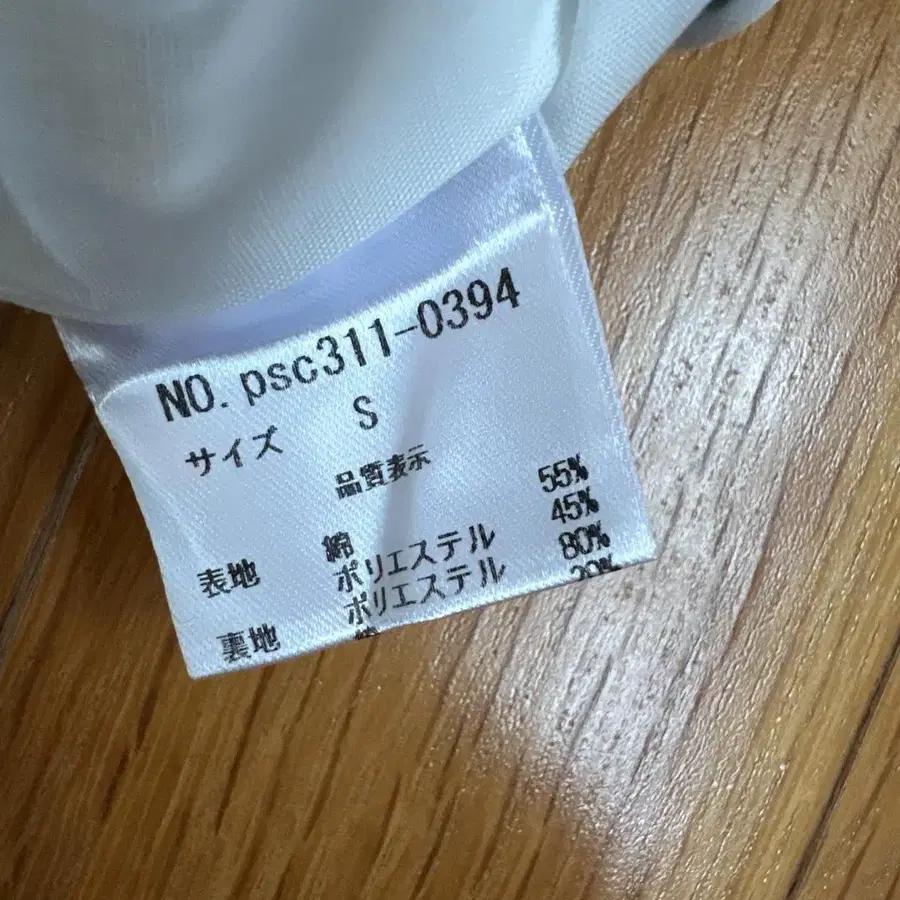 NO.psc311-0394
サイズ S
品質表示
表地 綿 55%
ポリエステル 45%
裏地 ポリエステル 80%